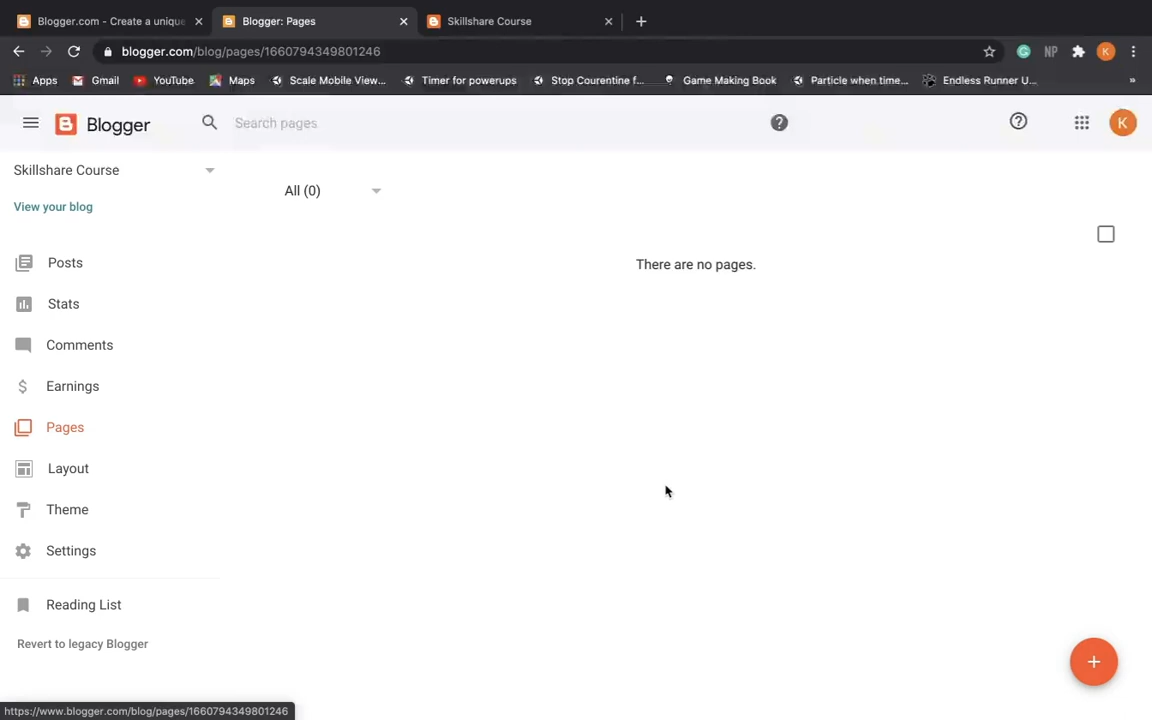 Blogger.com - Create a unique
Blogger: Pages
Skillshare Course
blogger.com/blog/pages/1660794349801246
NP
K
Apps
Gmail
YouTube
Maps
Scale Mobile View...
Timer for powerups
Stop Courentine f...
Game Making Book
Particle when time...
Endless Runner U...
»
Blogger
Search pages
K
Skillshare Course
All (0)
View your blog
There are no pages.
Posts
Stats
Comments
Earnings
Pages
Layout
Theme
Settings
Reading List
Revert to legacy Blogger
https://www.blogger.com/blog/pages/1660794349801246